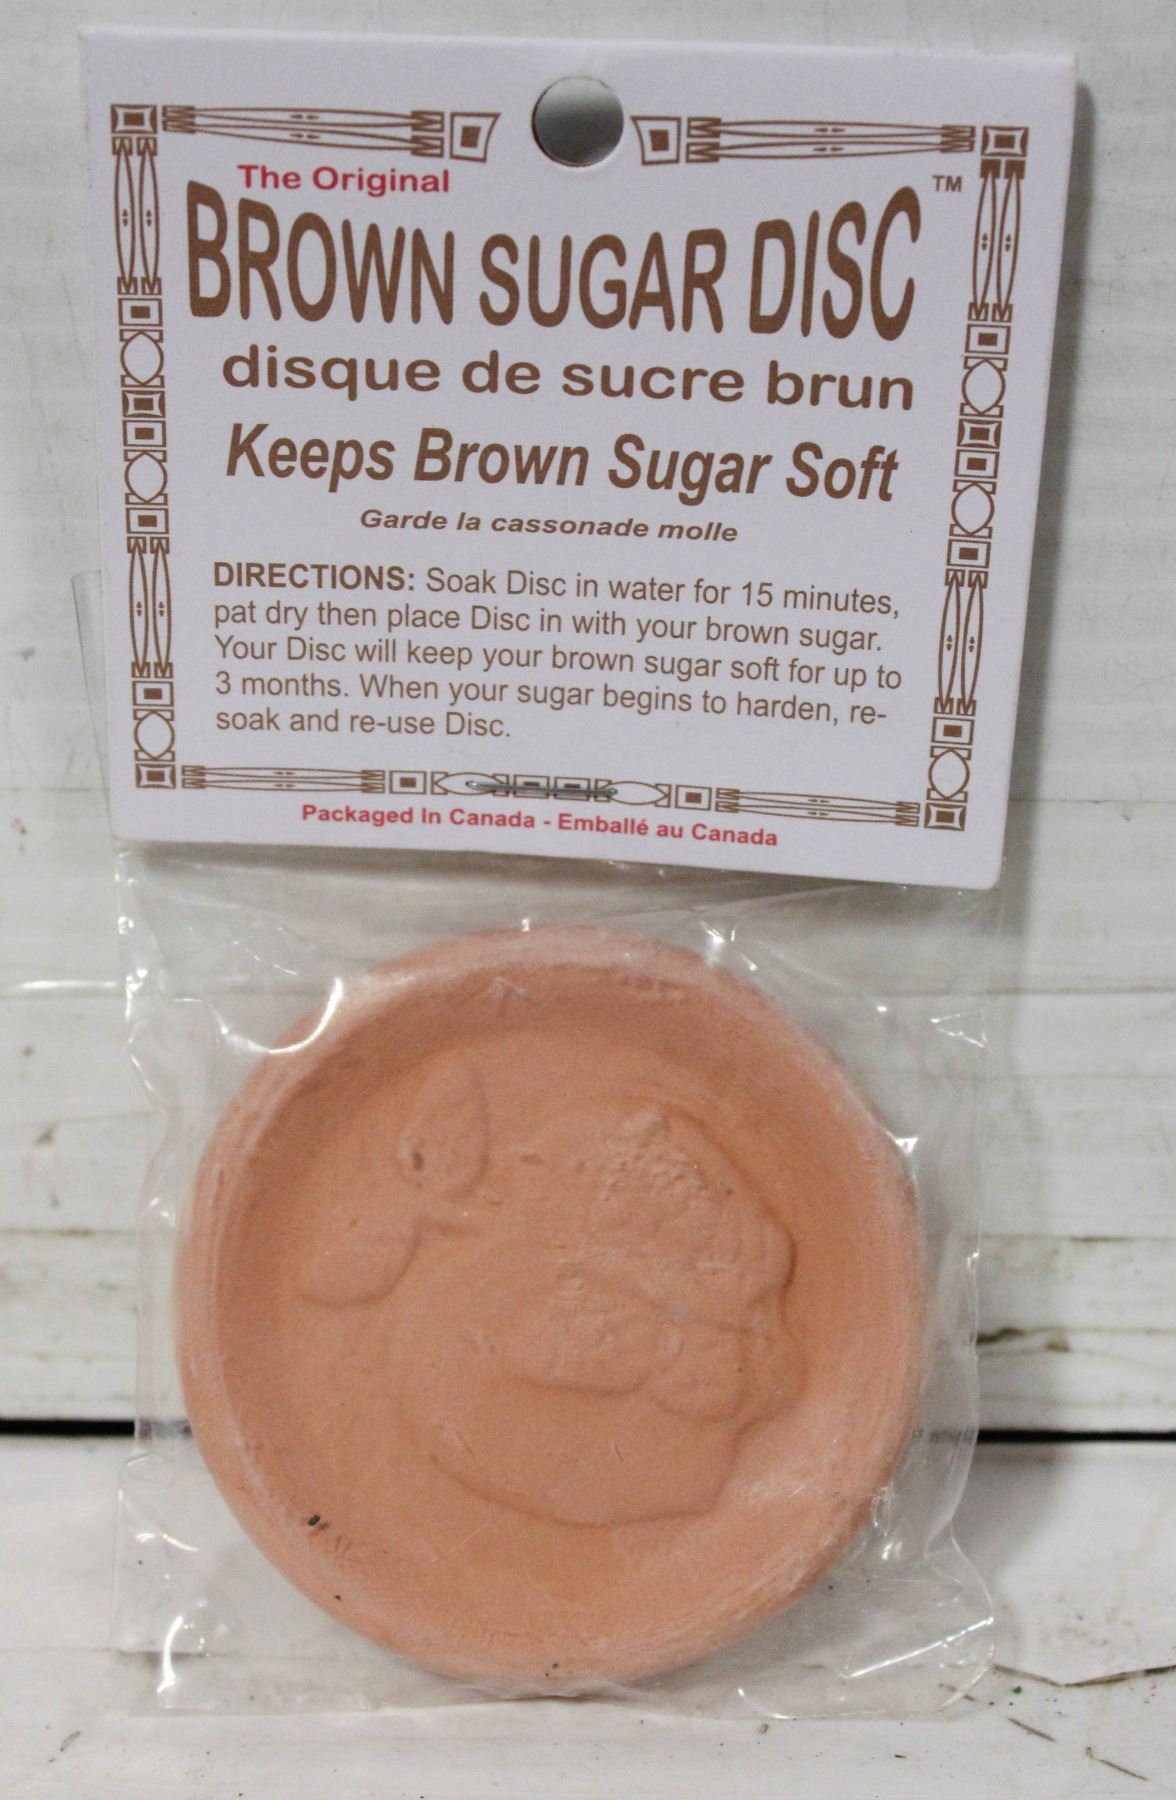 The Original
BROWN SUGAR DISC™
disque de sucre brun
Keeps Brown Sugar Soft
Garde la cassonade molle
DIRECTIONS: Soak Disc in water for 15 minutes,
pat dry then place Disc in with your brown sugar.
Your Disc will keep your brown sugar soft for up to
3 months. When your sugar begins to harden, re-
soak and re-use Disc.
Packaged In Canada - Emballé au Canada